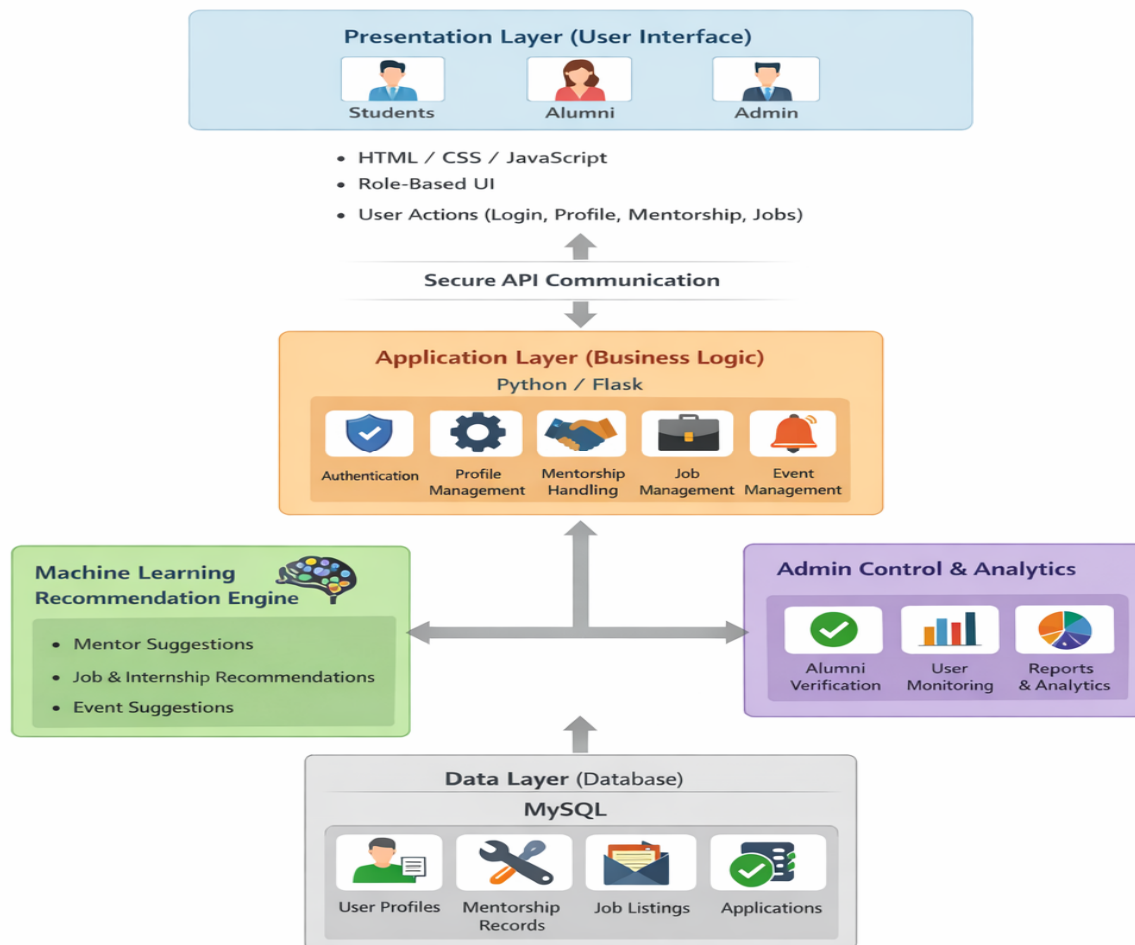 Presentation Layer (User Interface)
Students
Alumni
Admin
• HTML / CSS / JavaScript
• Role-Based UI
• User Actions (Login, Profile, Mentorship, Jobs)
Secure API Communication
Application Layer (Business Logic)
Python / Flask
Authentication
Profile
Management
Mentorship
Handling
Job
Management
Event
Management
Machine Learning
Recommendation Engine
• Mentor Suggestions
• Job & Internship Recommendations
• Event Suggestions
Admin Control & Analytics
Alumni
Verification
User
Monitoring
Reports
& Analytics
Data Layer (Database)
MySQL
User Profiles
Mentorship
Records
Job Listings
Applications